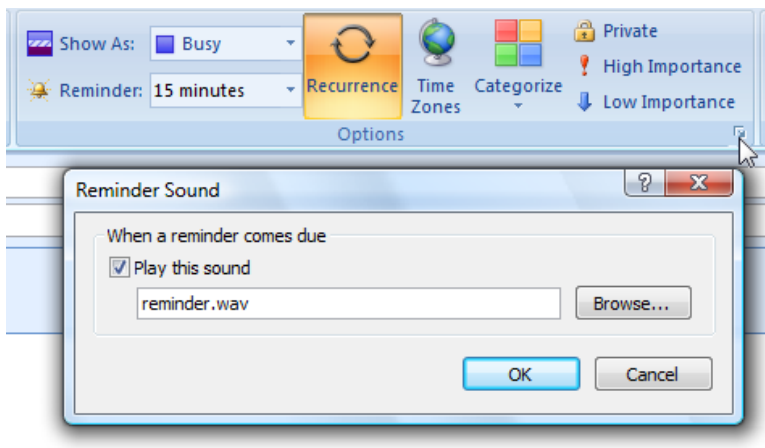 Show As: Busy
Reminder: 15 minutes
Recurrence
Time Zones
Categorize
Private
High Importance
Low Importance
Options
Reminder Sound
When a reminder comes due
Play this sound
reminder.wav
Browse...
OK Cancel